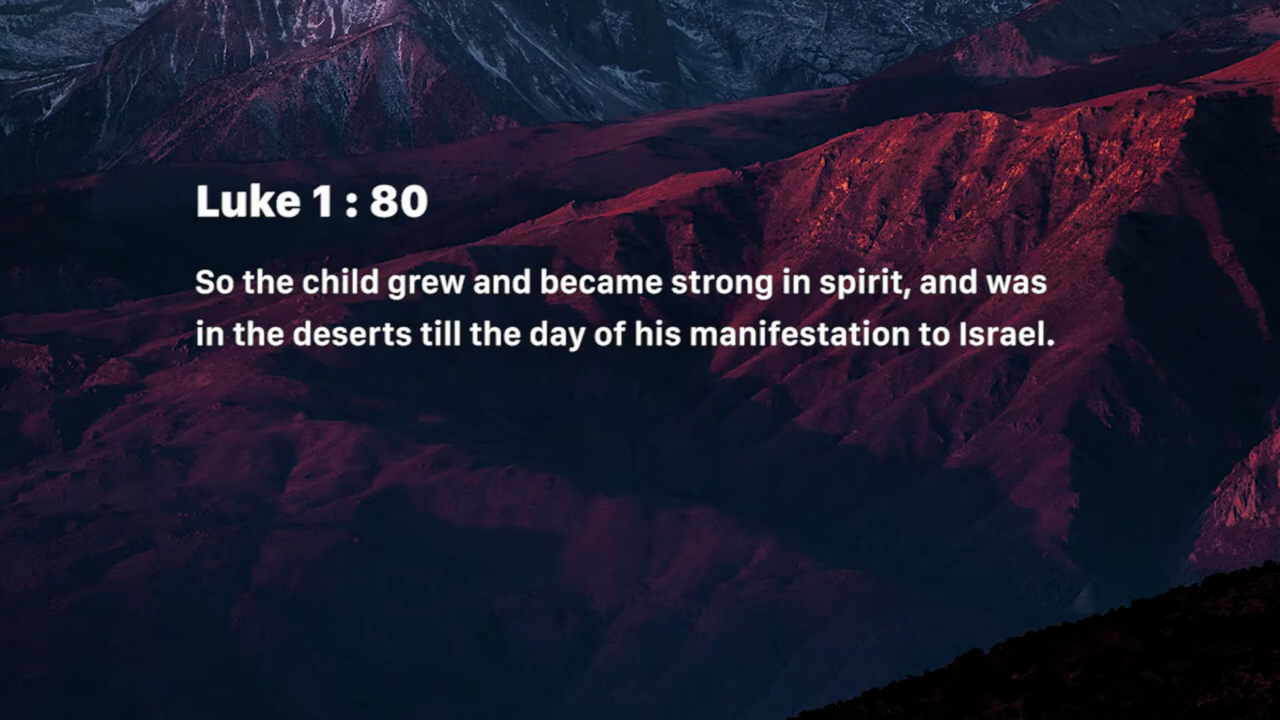 Luke 1 : 80
So the child grew and became strong in spirit, and was
in the deserts till the day of his manifestation to Israel.